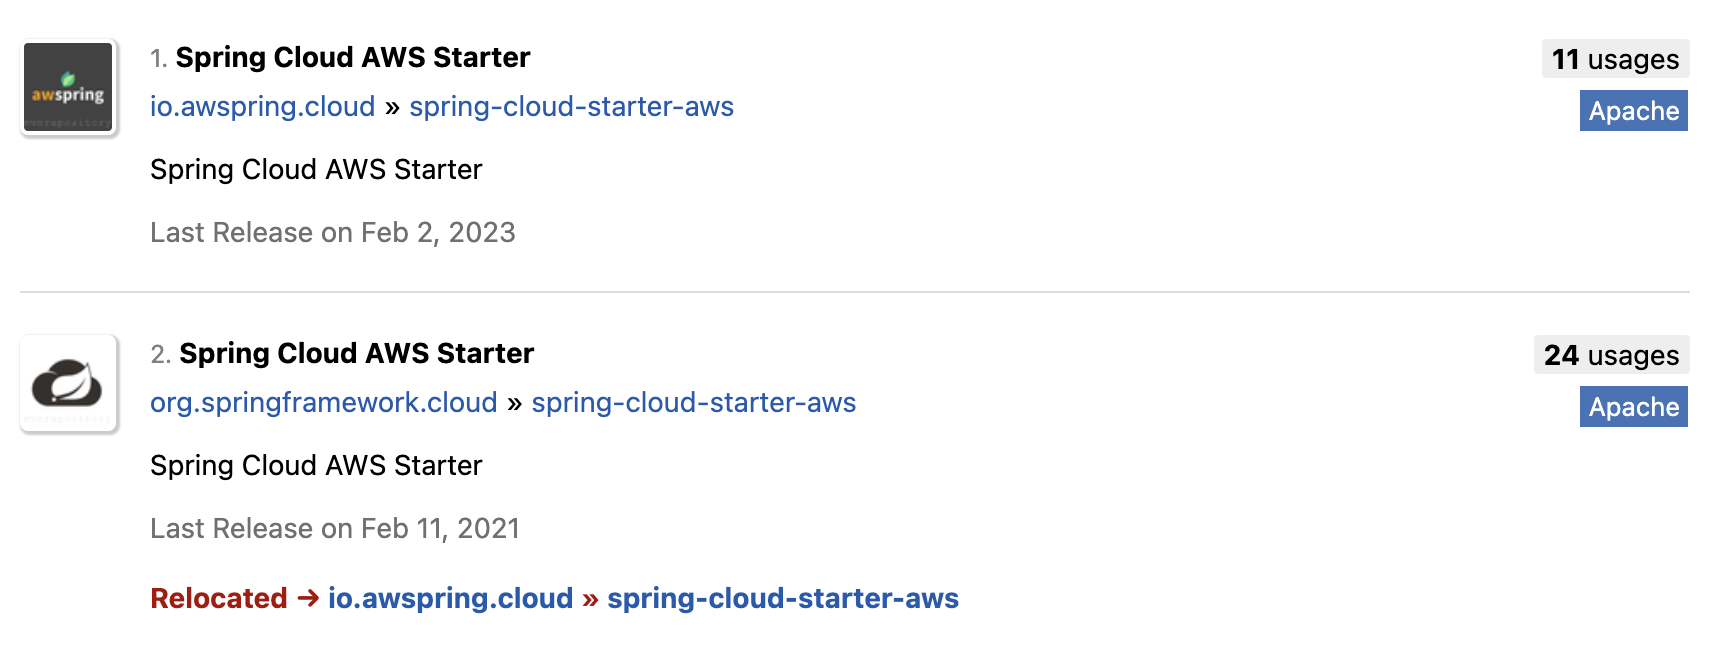 awspring
mvnrepository
1. Spring Cloud AWS Starter
11 usages
io.awspring.cloud » spring-cloud-starter-aws
Apache
Spring Cloud AWS Starter
Last Release on Feb 2, 2023
mvnrepository
2. Spring Cloud AWS Starter
24 usages
org.springframework.cloud » spring-cloud-starter-aws
Apache
Spring Cloud AWS Starter
Last Release on Feb 11, 2021
Relocated → io.awspring.cloud » spring-cloud-starter-aws